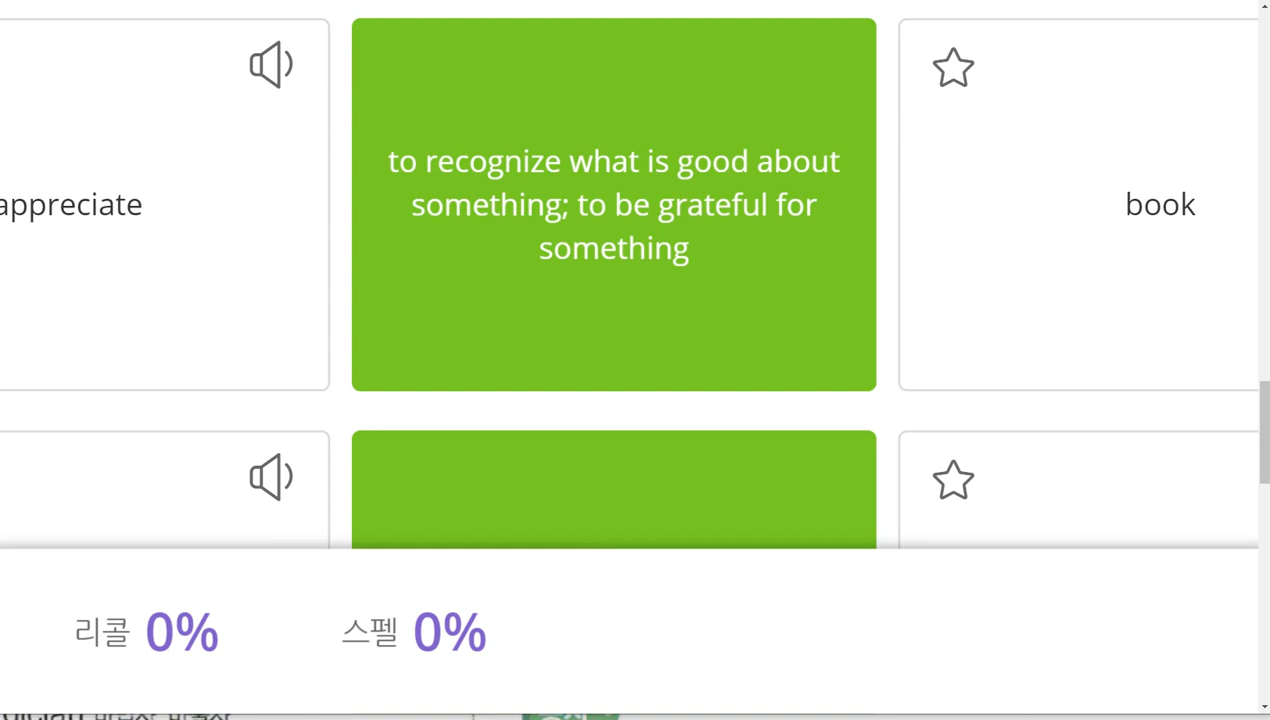 appreciate
to recognize what is good about
something; to be grateful for
something
book
리콜 0%
스펠 0%